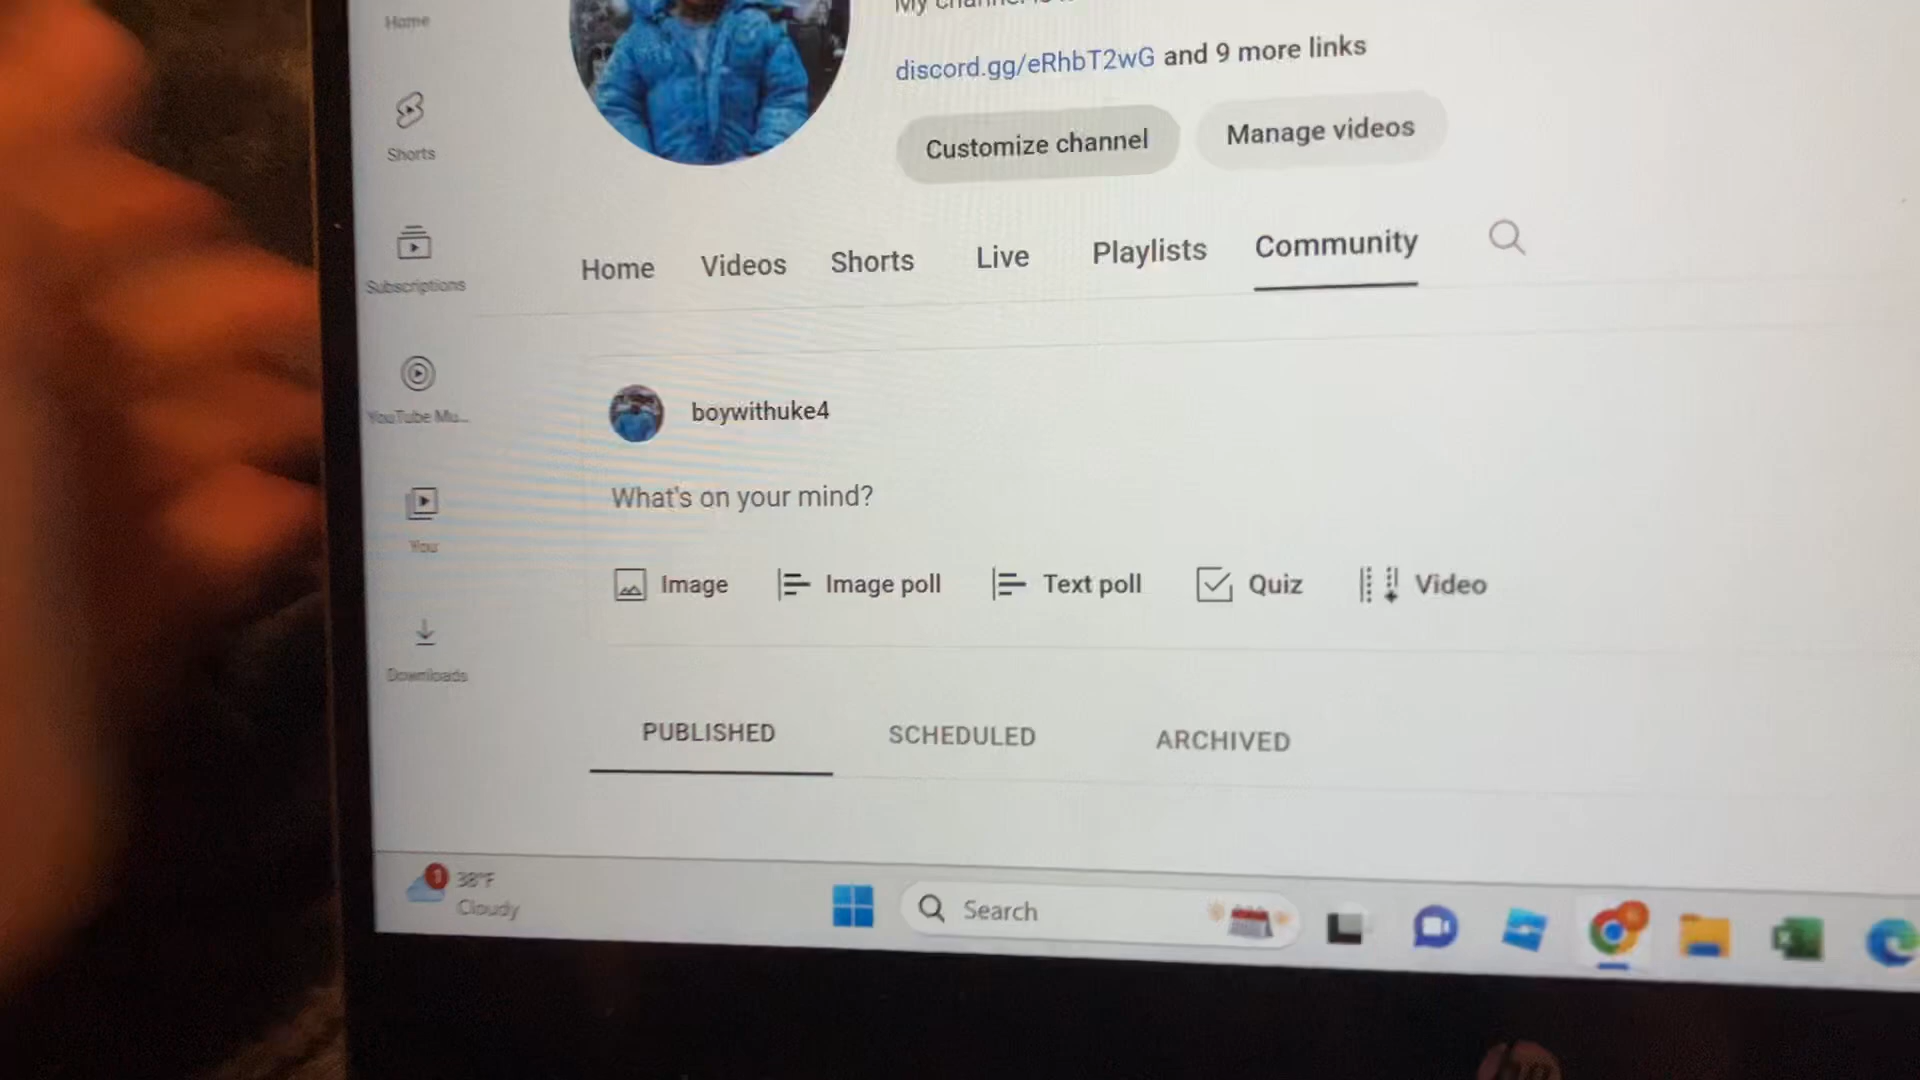 Home
My channel is
discord.gg/eRhbT2wG and 9 more links
Shorts
Customize channel
Manage videos
Subscriptions
Home
Videos
Shorts
Live
Playlists
Community
YouTube Mu...
boywithuke4
What's on your mind?
You
Image
Image poll
Text poll
Quiz
Video
Downloads
PUBLISHED
SCHEDULED
ARCHIVED
1
38°F
Cloudy
Search
hp